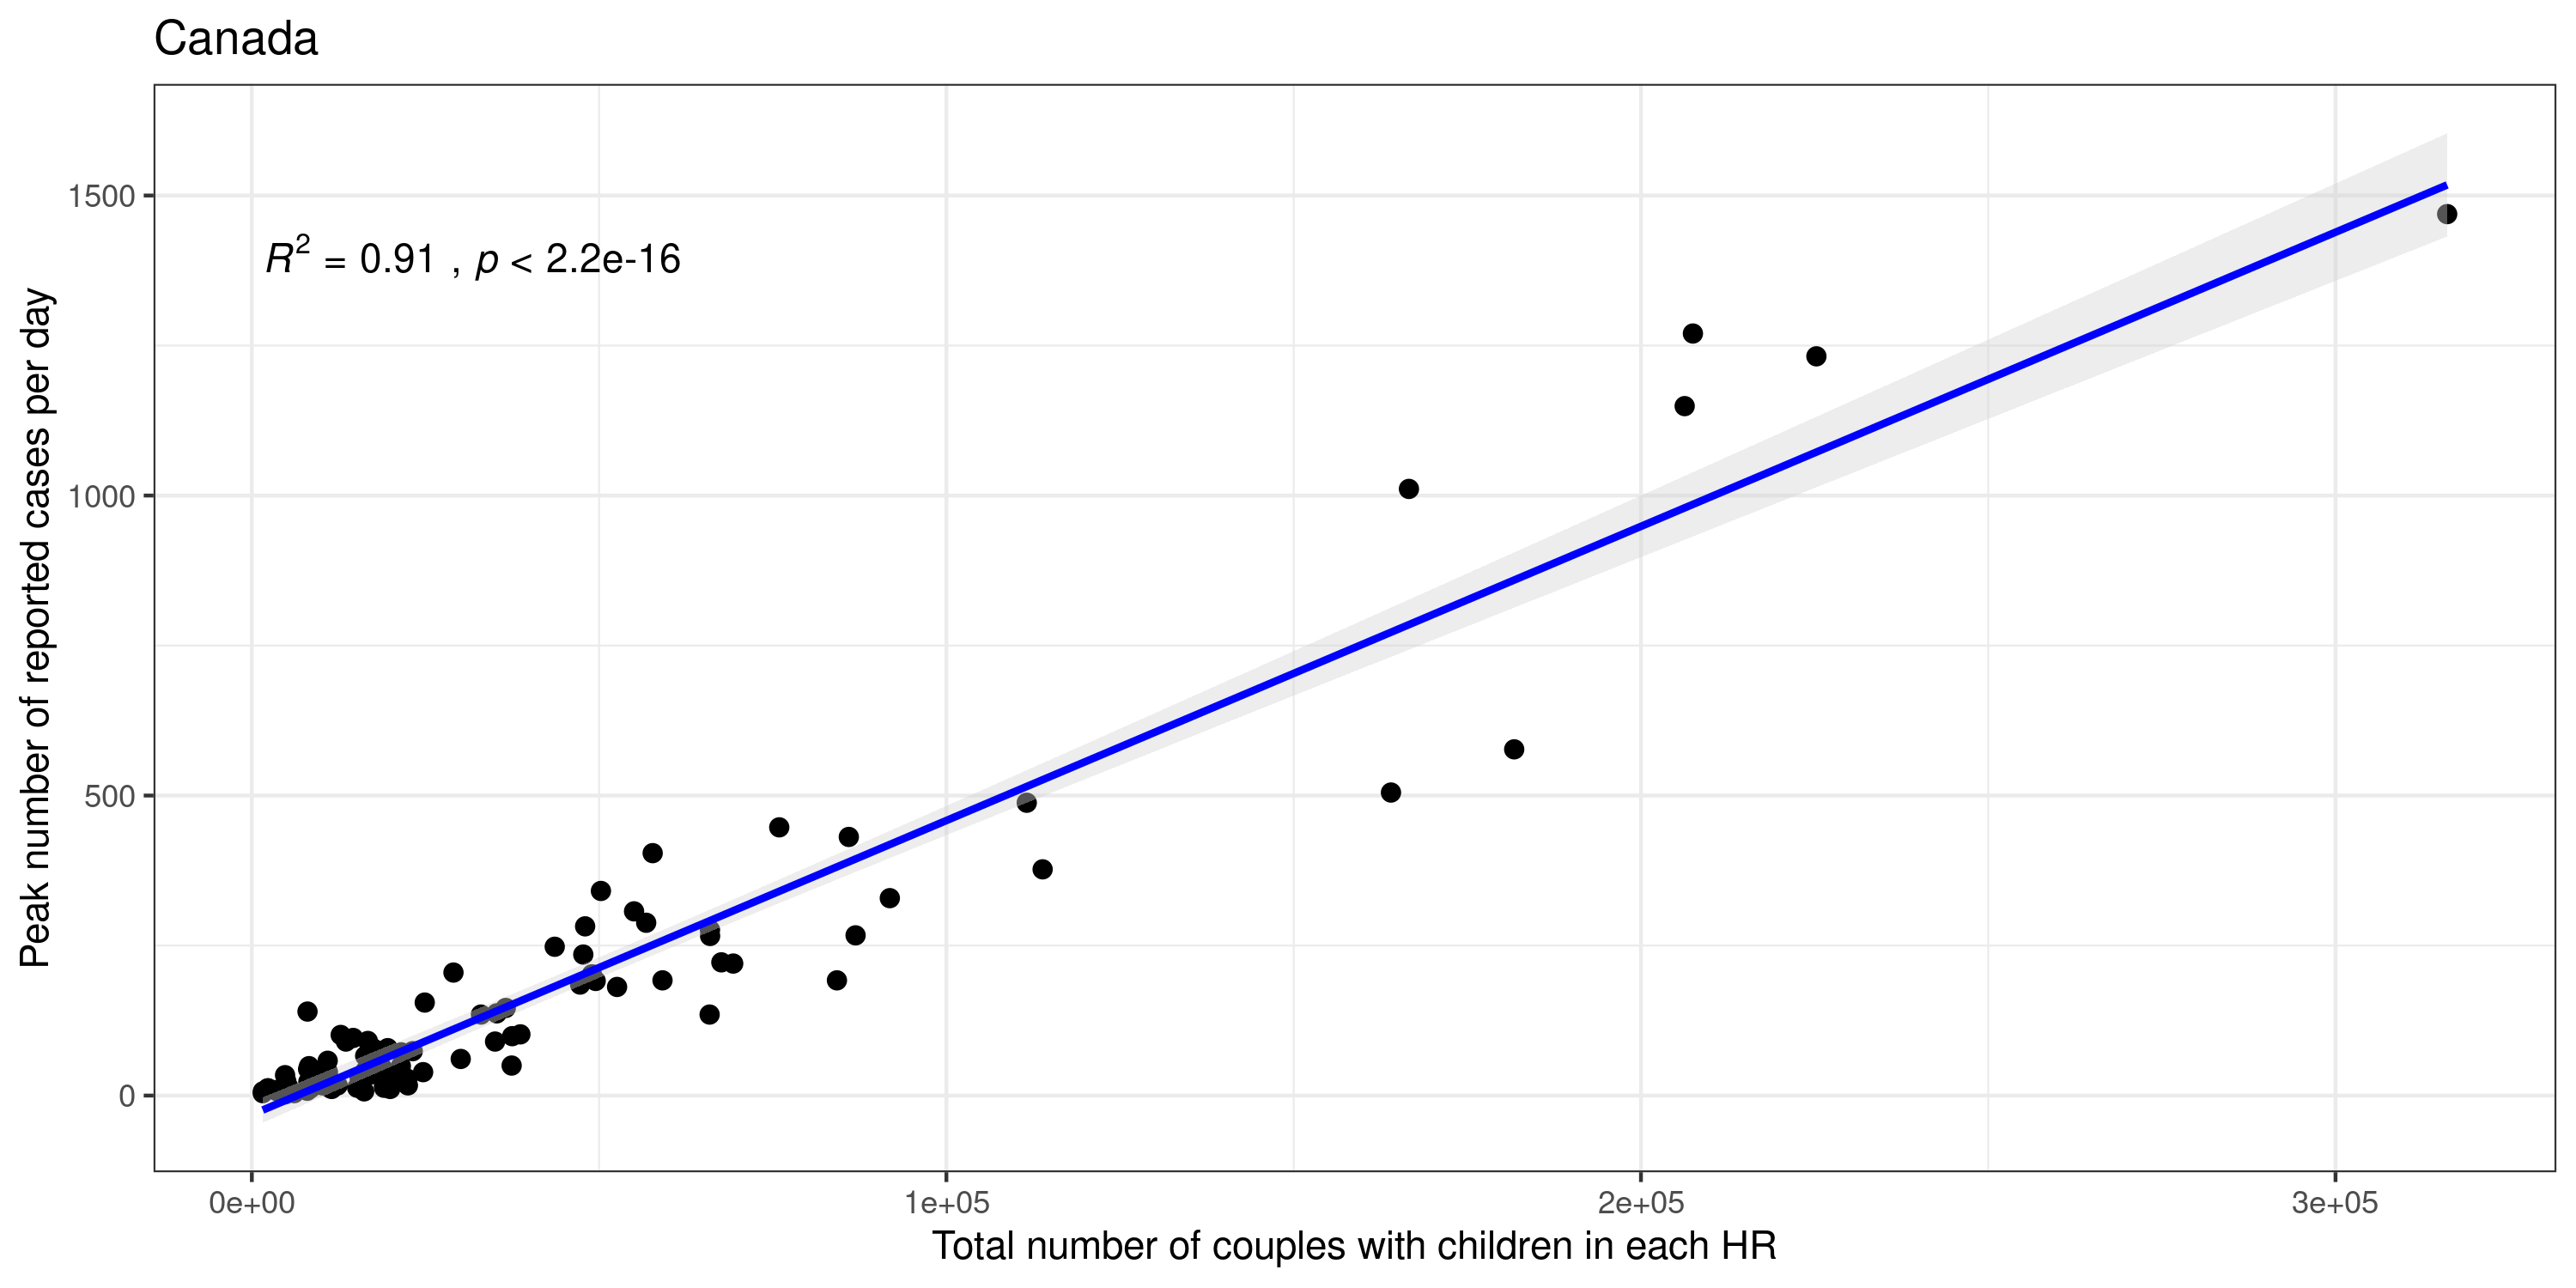 Canada
1500
1000
500
0
Peak number of reported cases per day
R² = 0.91 , p < 2.2e-16
0e+00 1e+05 2e+05 3e+05
Total number of couples with children in each HR